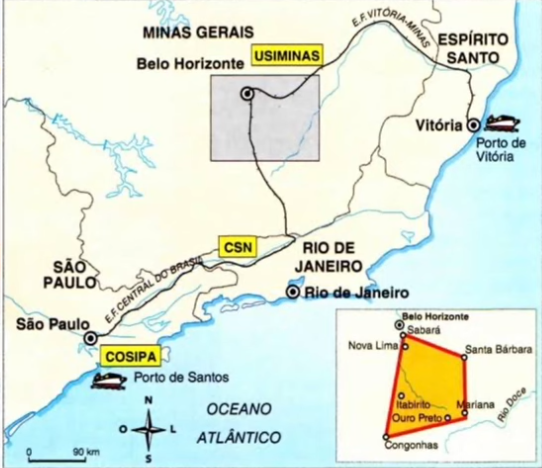 MINAS GERAIS
E.F. VITÓRIA-MINAS
USIMINAS
ESPÍRITO
SANTO
Belo Horizonte
Vitória
Porto de
Vitória
CSN
RIO DE
JANEIRO
SÃO
PAULO
E.F. CENTRAL DO BRASIL
Rio de Janeiro
São Paulo
COSIPA
Porto de Santos
Belo Horizonte
Sabará
Nova Lima
Santa Bárbara
Itabirito
Mariana
Ouro Preto
Rio Doce
Congonhas
N
O
L
S
OCEANO
ATLÂNTICO
0
90 km